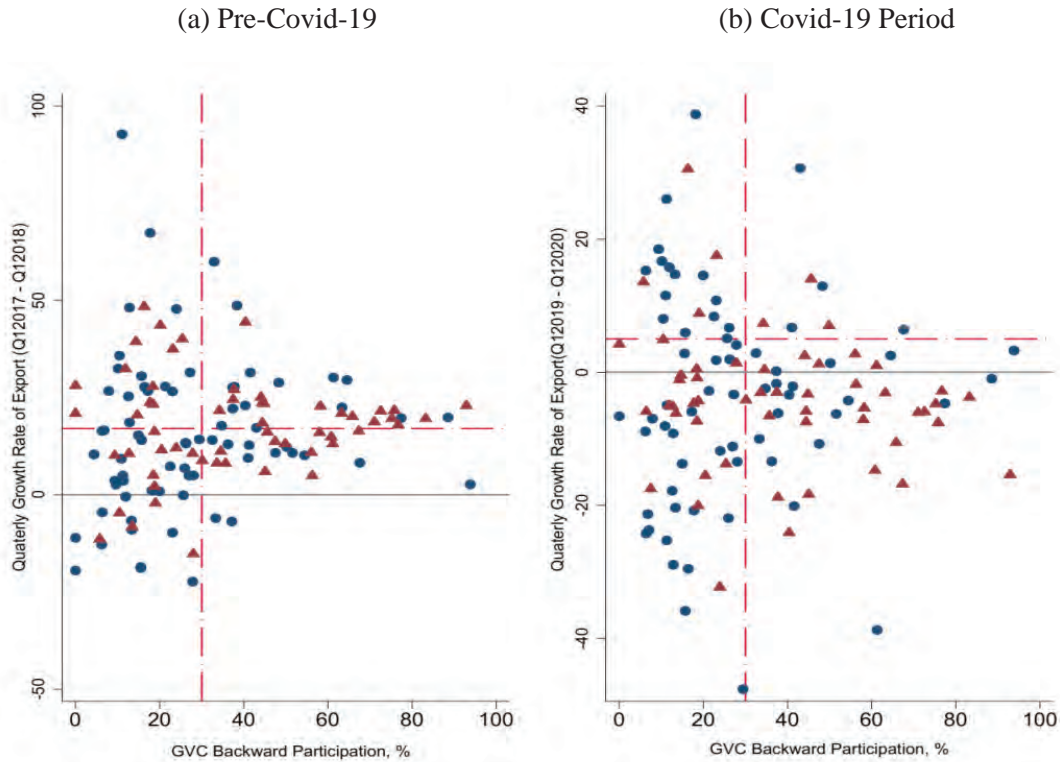 (a) Pre-Covid-19
(b) Covid-19 Period
Quaterly Growth Rate of Export (Q12017 - Q12018)
100
50
0
-50
0 20 40 60 80 100
GVC Backward Participation, %
Quaterly Growth Rate of Export(Q12019 - Q12020)
40
20
0
-20
-40
0 20 40 60 80 100
GVC Backward Participation, %